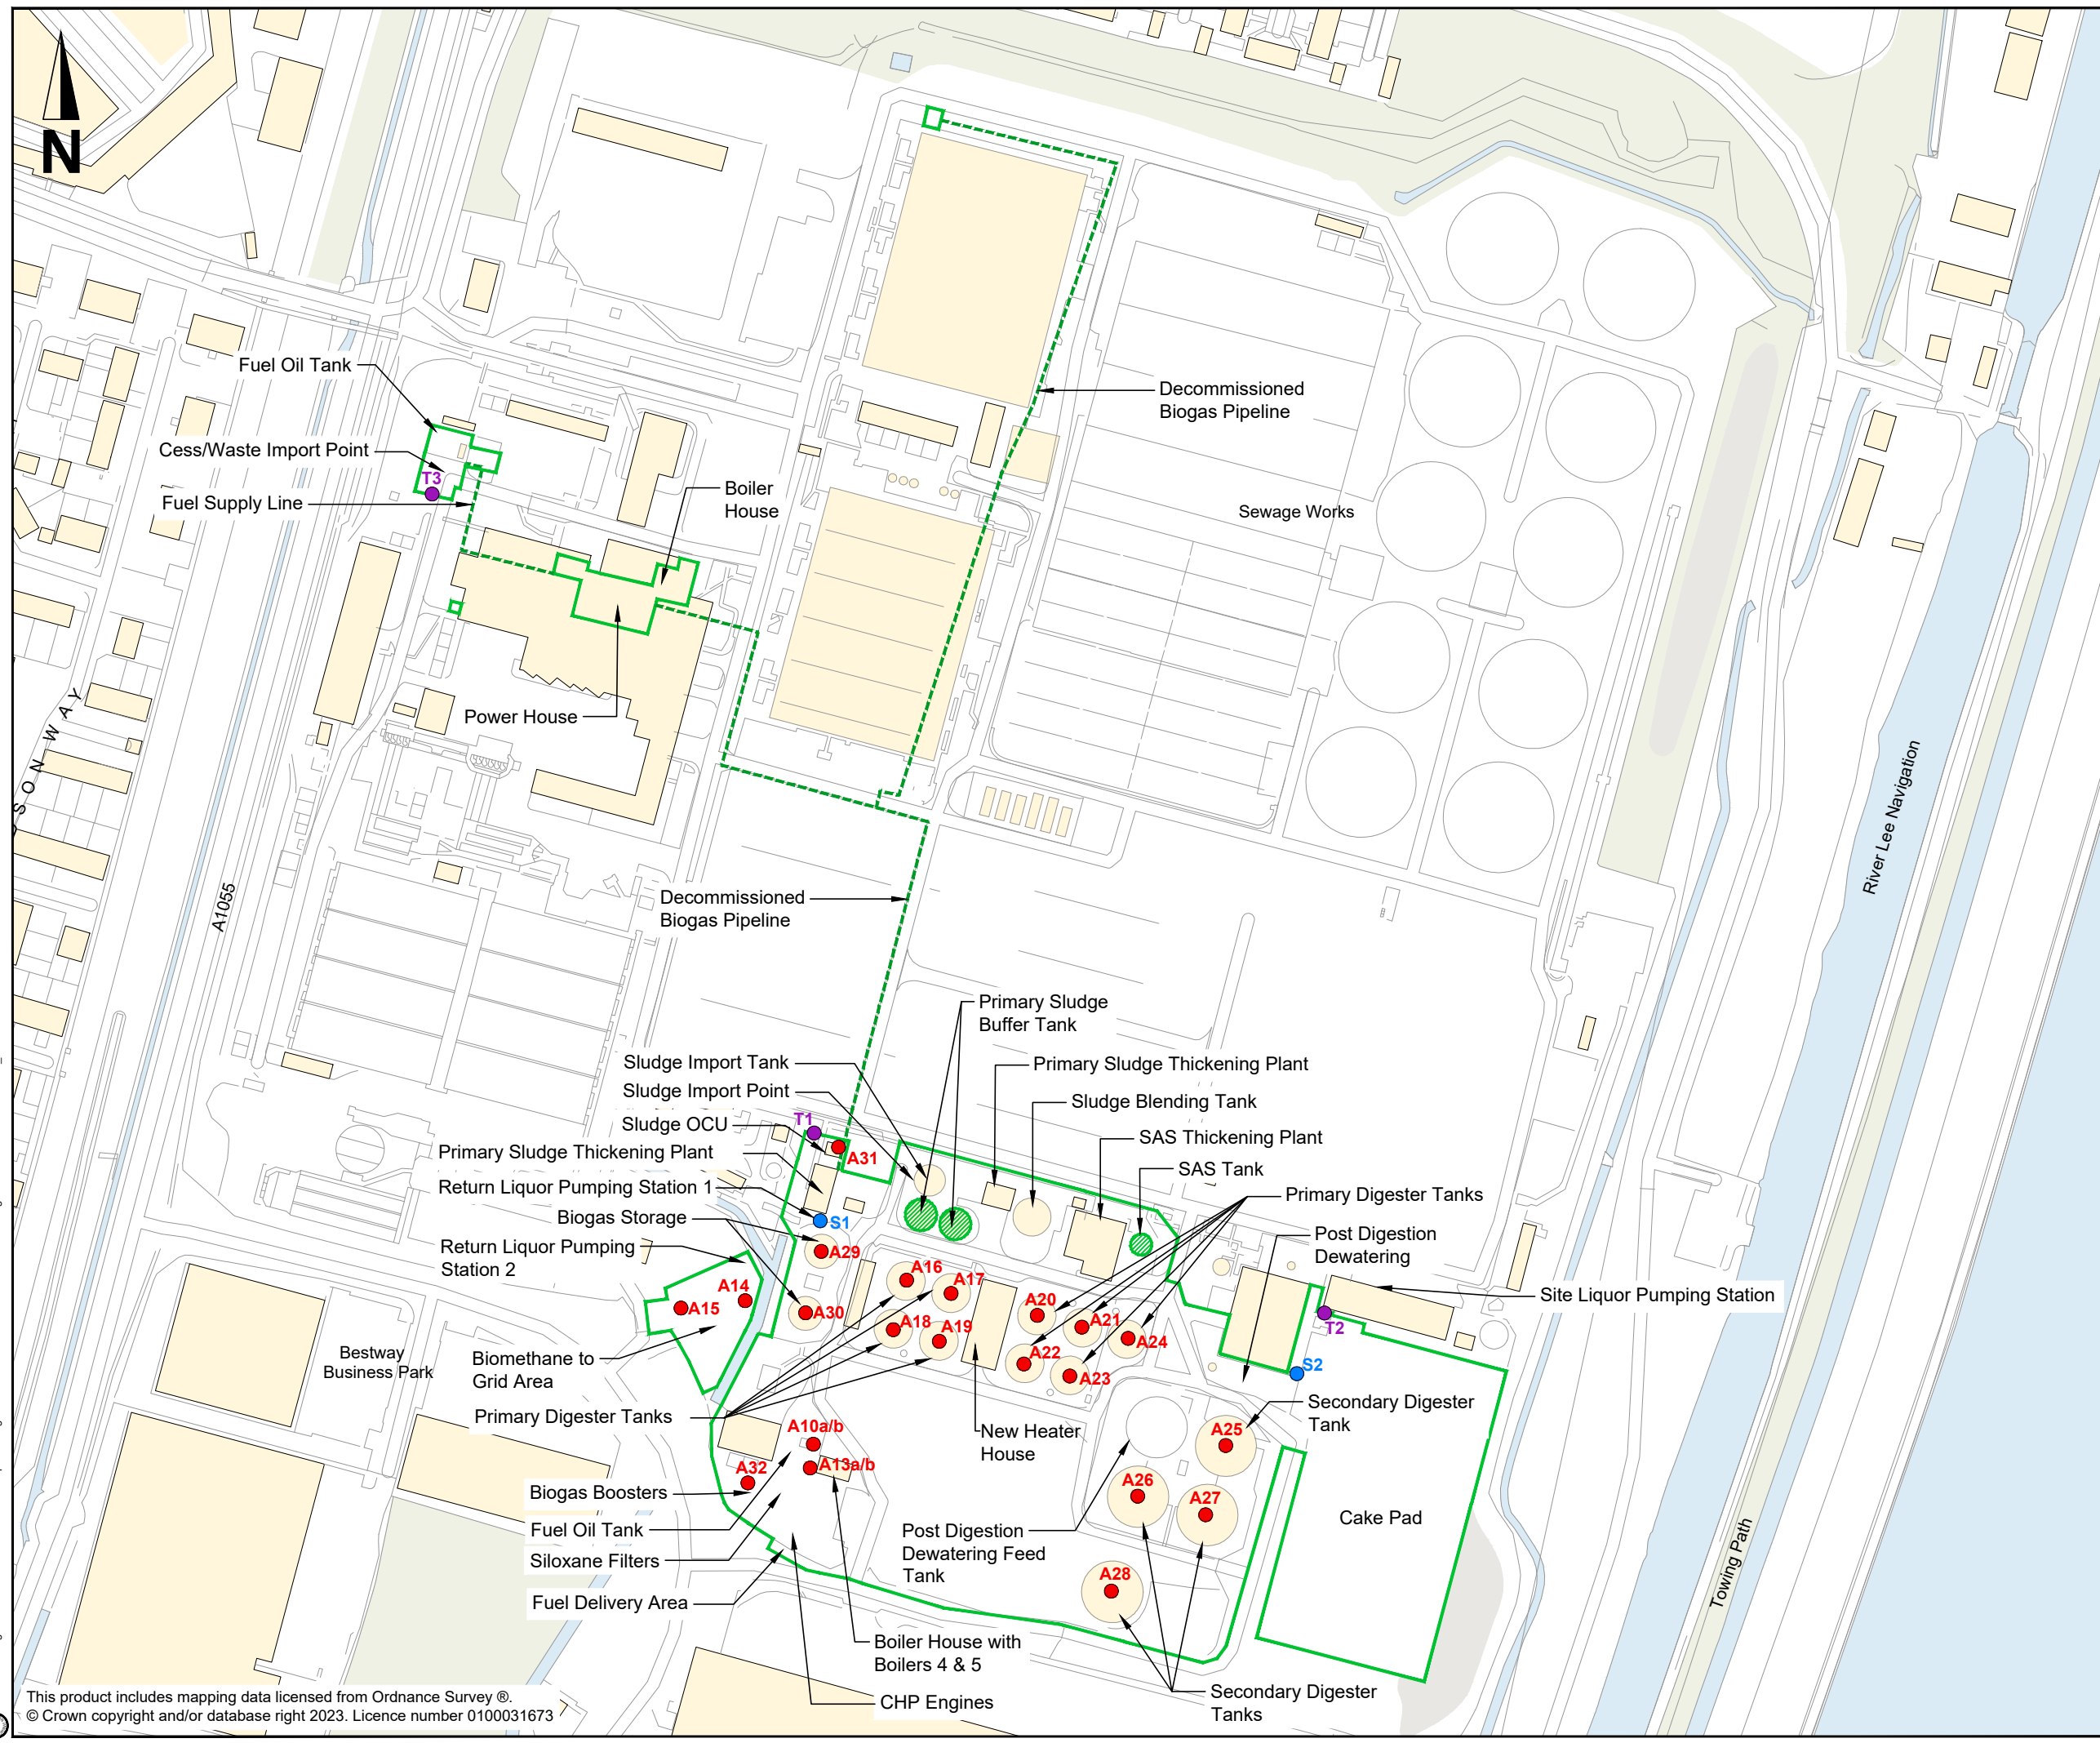 N
Fuel Oil Tank
Cess/Waste Import Point
T3
Fuel Supply Line
Boiler
House
Decommissioned
Biogas Pipeline
Sewage Works
Power House
SON WAY
A1055
River Lee Navigation
Decommissioned
Biogas Pipeline
Primary Sludge
Buffer Tank
Sludge Import Tank
Primary Sludge Thickening Plant
Sludge Import Point
Sludge Blending Tank
T1
Sludge OCU
SAS Thickening Plant
Primary Sludge Thickening Plant
A31
SAS Tank
Return Liquor Pumping Station 1
Primary Digester Tanks
Biogas Storage
S1
Return Liquor Pumping
Station 2
A29
Post Digestion
Dewatering
A16
A17
A14
A15
A30
A20
A21
Site Liquor Pumping Station
A18
A19
A24
T2
A22
A23
S2
Bestway
Business Park
Biomethane to
Grid Area
Primary Digester Tanks
New Heater
House
Secondary Digester
Tank
A10a/b
A25
A13a/b
A32
Biogas Boosters
A26
A27
Cake Pad
Fuel Oil Tank
Post Digestion
Dewatering Feed
Tank
Siloxane Filters
A28
Fuel Delivery Area
Towing Path
Boiler House with
Boilers 4 & 5
CHP Engines
Secondary Digester
Tanks
This product includes mapping data licensed from Ordnance Survey ®.
© Crown copyright and/or database right 2023. Licence number 0100031673